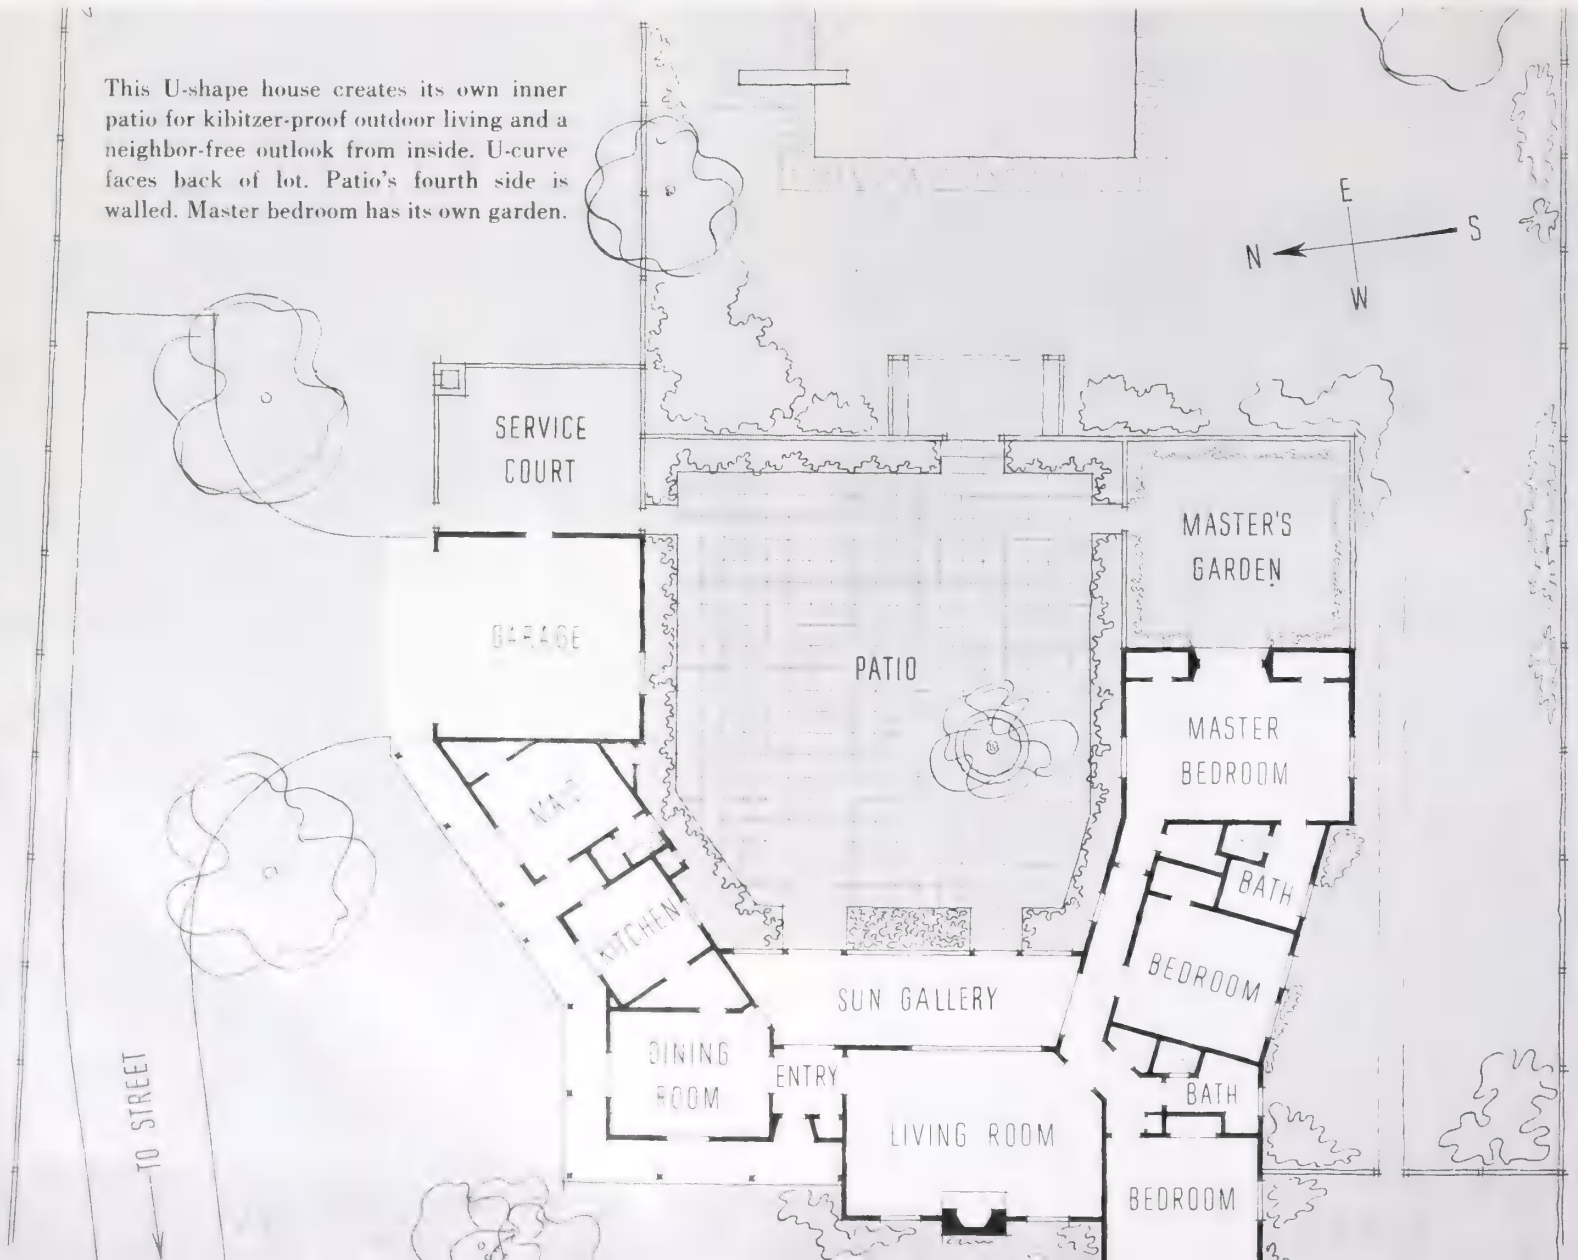 This U-shape house creates its own inner
patio for kibitzer-proof outdoor living and a
neighbor-free outlook from inside. U-curve
faces back of lot. Patio's fourth side is
walled. Master bedroom has its own garden.
E
N
S
W
SERVICE
COURT
MASTER'S
GARDEN
GARAGE
PATIO
MASTER
BEDROOM
MAID
BATH
KITCHEN
BEDROOM
SUN GALLERY
DINING
ROOM
ENTRY
BATH
LIVING ROOM
TO STREET
BEDROOM